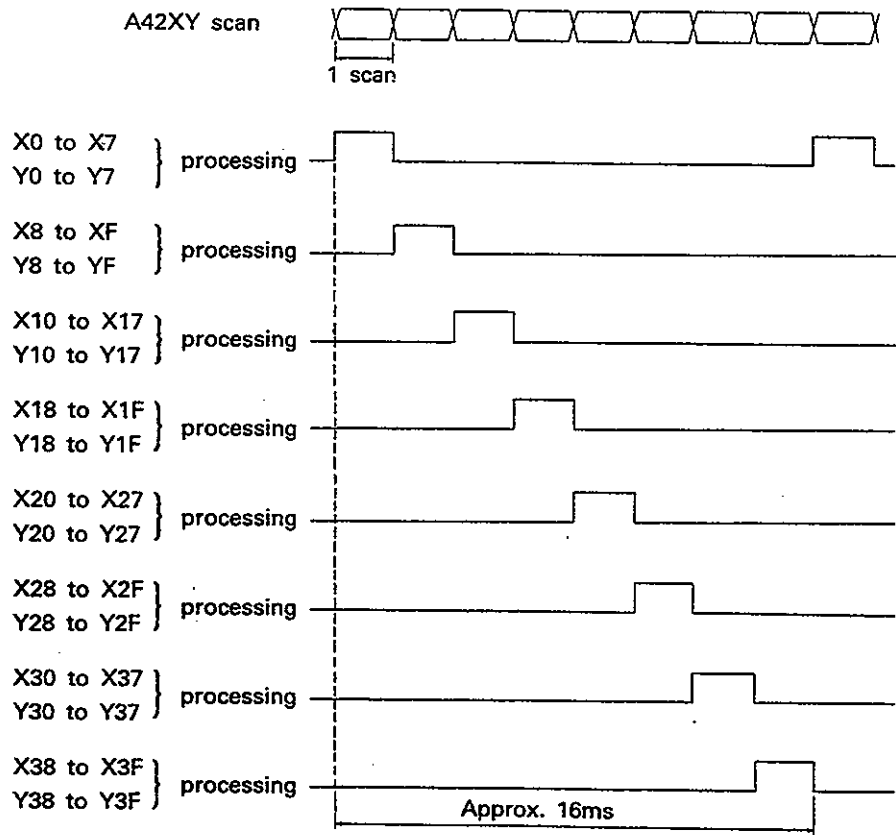 A42XY scan
1 scan
X0 to X7
Y0 to Y7
processing
X8 to XF
Y8 to YF
processing
X10 to X17
Y10 to Y17
processing
X18 to X1F
Y18 to Y1F
processing
X20 to X27
Y20 to Y27
processing
X28 to X2F
Y28 to Y2F
processing
X30 to X37
Y30 to Y37
processing
X38 to X3F
Y38 to Y3F
processing
Approx. 16ms